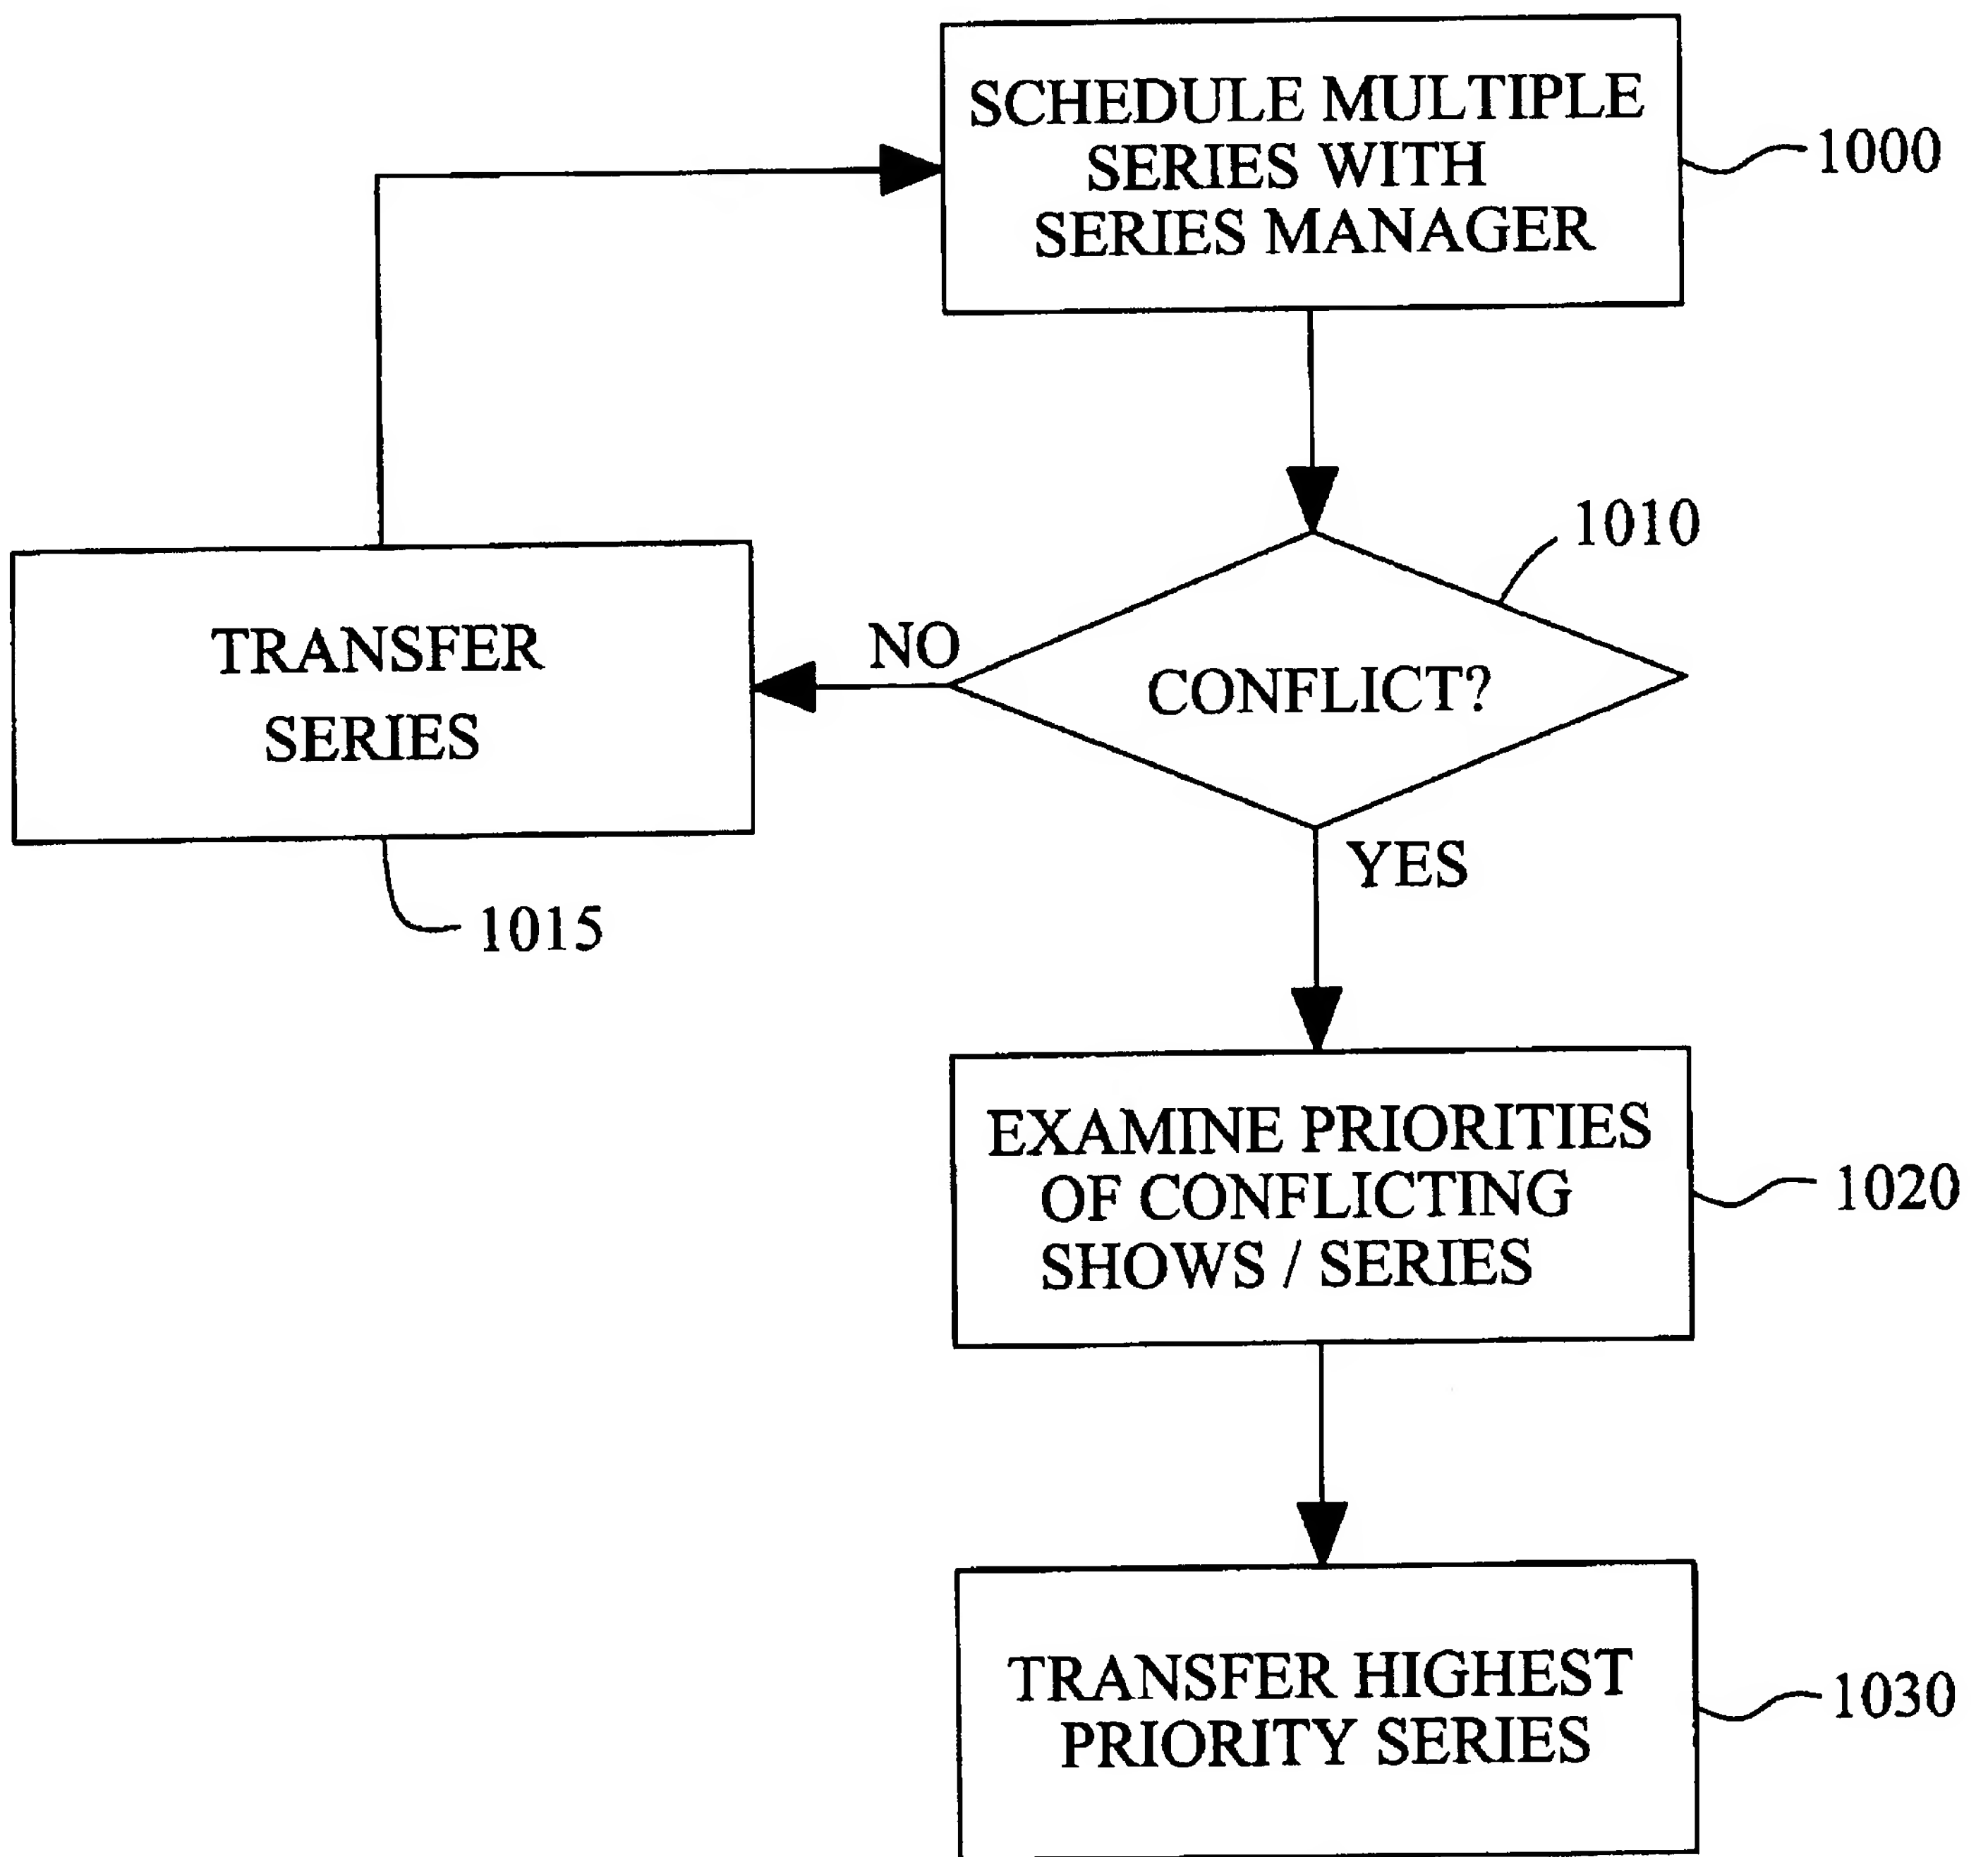 SCHEDULE MULTIPLE
SERIES WITH
SERIES MANAGER
1000
1010
NO
CONFLICT?
TRANSFER
SERIES
YES
1015
EXAMINE PRIORITIES
OF CONFLICTING
SHOWS / SERIES
1020
TRANSFER HIGHEST
PRIORITY SERIES
1030